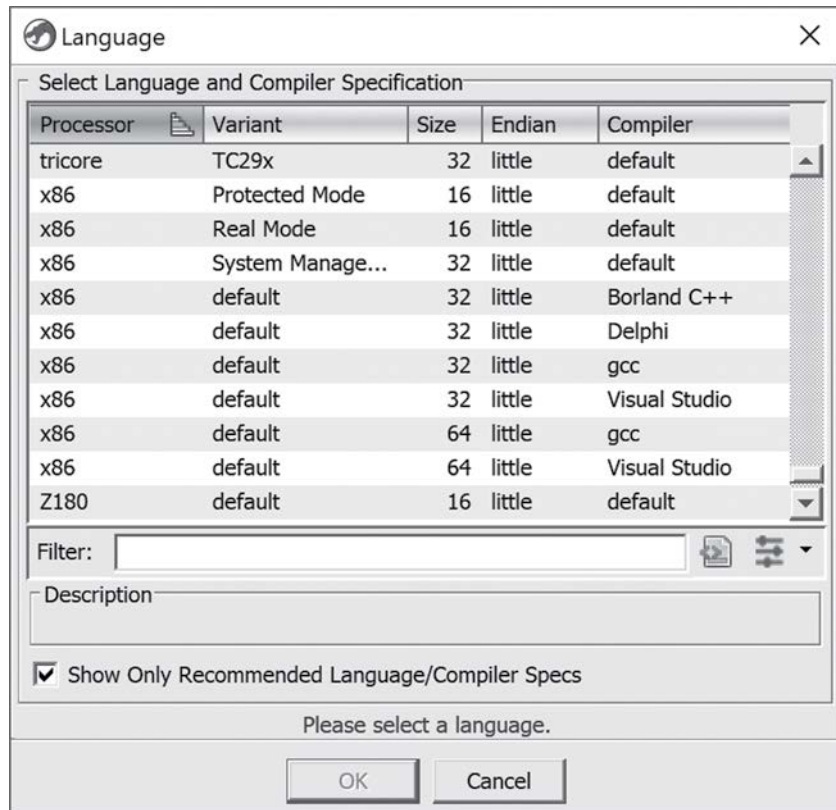 Language
Select Language and Compiler Specification
Processor Variant Size Endian Compiler
tricore TC29x 32 little default
x86 Protected Mode 16 little default
x86 Real Mode 16 little default
x86 System Manage... 32 little default
x86 default 32 little Borland C++
x86 default 32 little Delphi
x86 default 32 little gcc
x86 default 32 little Visual Studio
x86 default 64 little gcc
x86 default 64 little Visual Studio
Z180 default 16 little default
Filter:
Description
Show Only Recommended Language/Compiler Specs
Please select a language.
OK Cancel